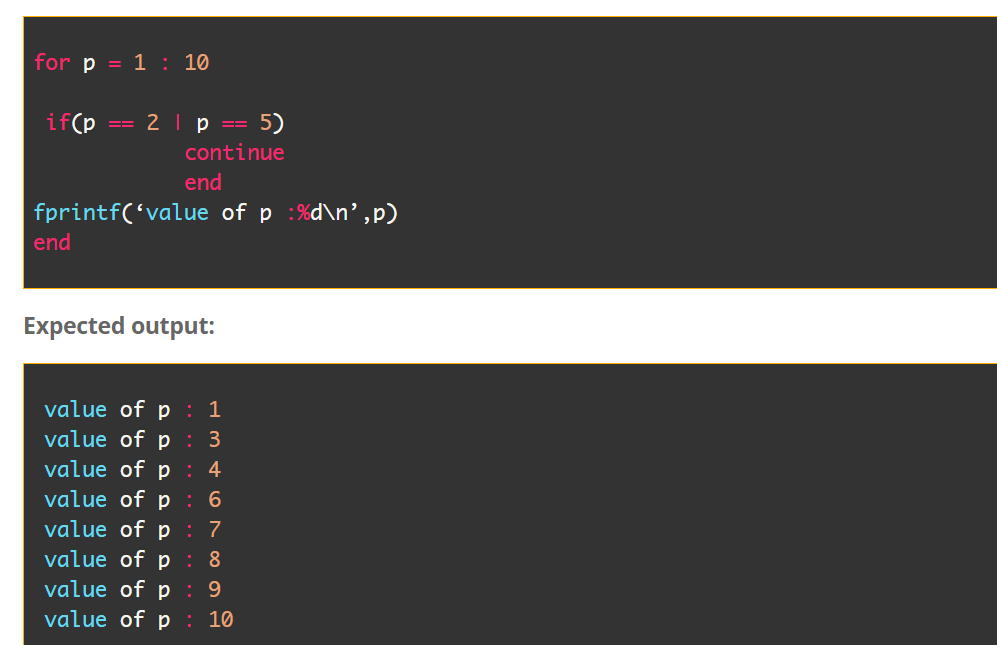 for p = 1 : 10
if(p == 2 | p == 5)
continue
end
fprintf(‘value of p :%d\n’,p)
end
Expected output:
value of p : 1
value of p : 3
value of p : 4
value of p : 6
value of p : 7
value of p : 8
value of p : 9
value of p : 10